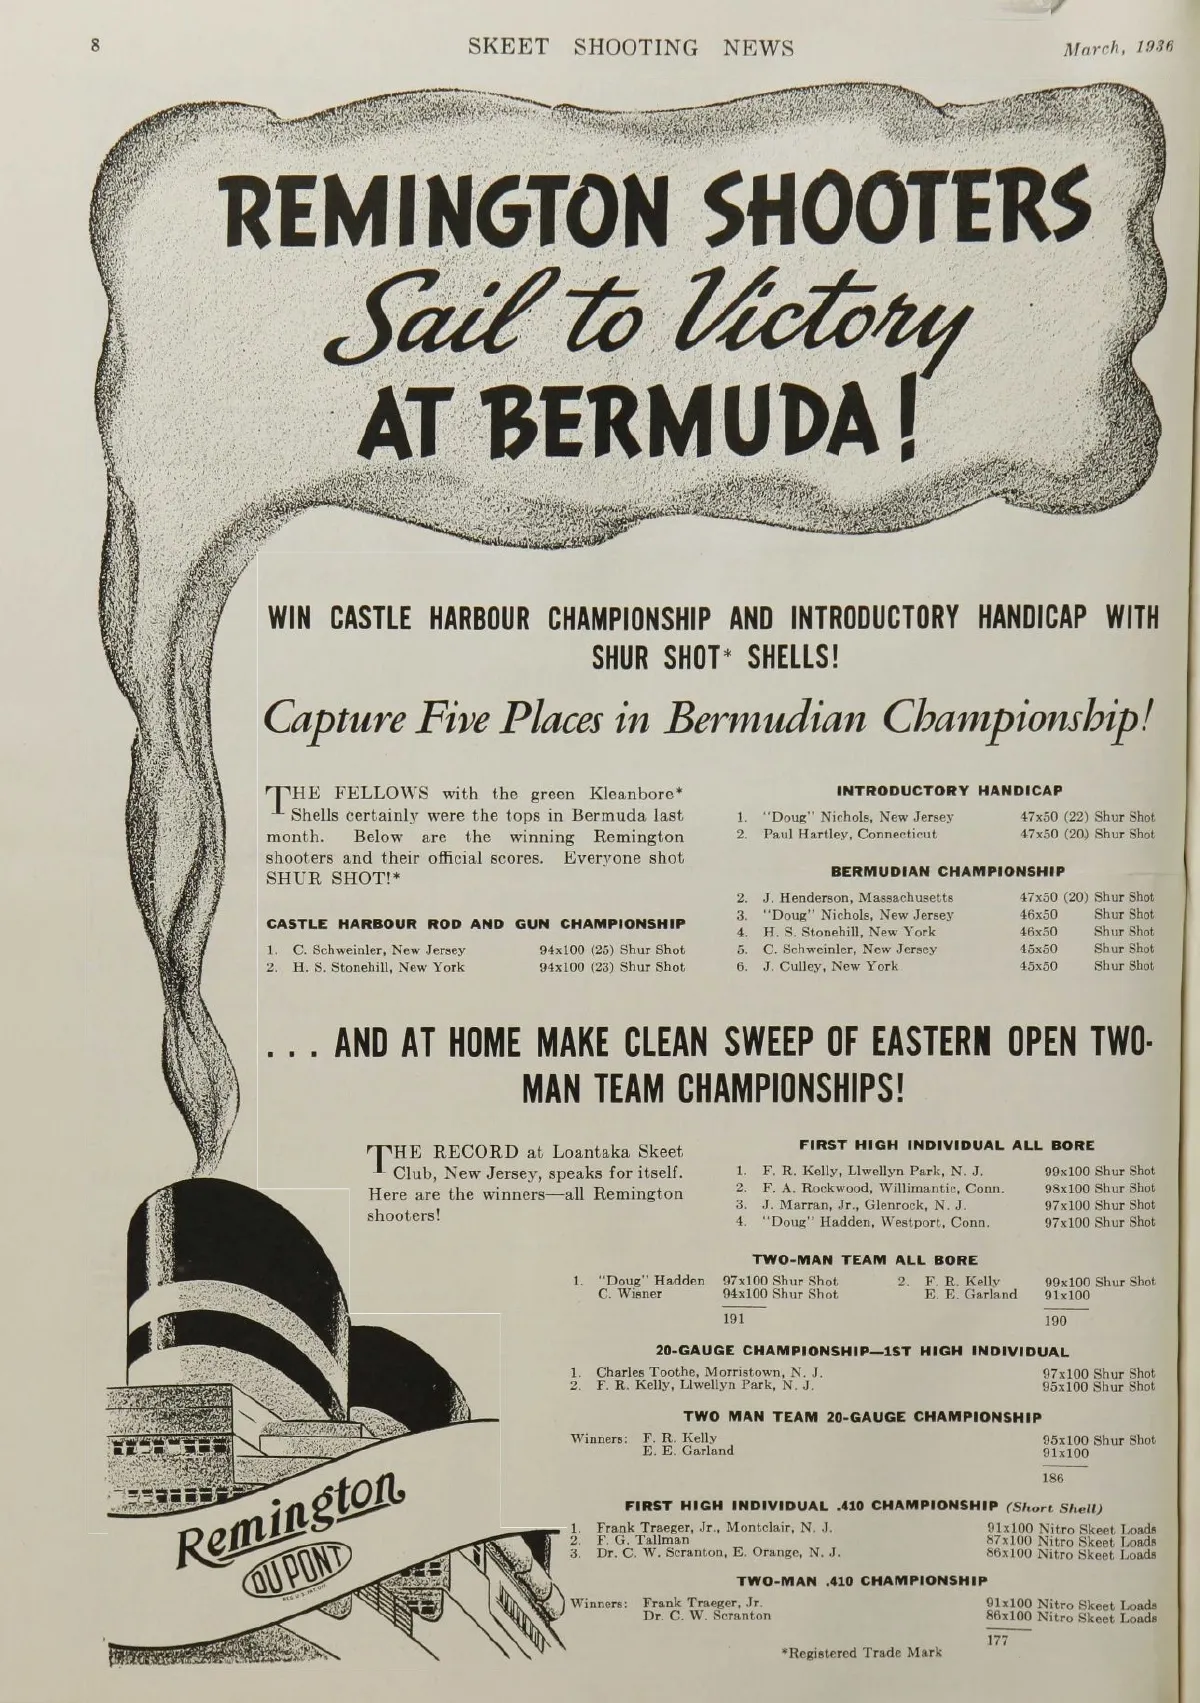 8
SKEET SHOOTING NEWS
March, 1936
REMINGTON SHOOTERS
Sail to Victory
AT BERMUDA!
WIN CASTLE HARBOUR CHAMPIONSHIP AND INTRODUCTORY HANDICAP WITH
SHUR SHOT* SHELLS!
Capture Five Places in Bermudian Championship!
THE FELLOWS with the green Kleanbore*
Shells certainly were the tops in Bermuda last
month. Below are the winning Remington
shooters and their official scores. Everyone shot
SHUR SHOT!*
CASTLE HARBOUR ROD AND GUN CHAMPIONSHIP
1. C. Schweinler, New Jersey 94x100 (25) Shur Shot
2. H. S. Stonehill, New York 94x100 (23) Shur Shot
INTRODUCTORY HANDICAP
1. "Doug" Nichols, New Jersey 47x50 (22) Shur Shot
2. Paul Hartley, Connecticut 47x50 (20) Shur Shot
BERMUDIAN CHAMPIONSHIP
2. J. Henderson, Massachusetts 47x50 (20) Shur Shot
3. "Doug" Nichols, New Jersey 46x50 Shur Shot
4. H. S. Stonehill, New York 46x50 Shur Shot
5. C. Schweinler, New Jersey 45x50 Shur Shot
6. J. Culley, New York 45x50 Shur Shot
. . . AND AT HOME MAKE CLEAN SWEEP OF EASTERN OPEN TWO-
MAN TEAM CHAMPIONSHIPS!
THE RECORD at Loantaka Skeet
Club, New Jersey, speaks for itself.
Here are the winners—all Remington
shooters!
FIRST HIGH INDIVIDUAL ALL BORE
1. F. R. Kelly, Llwellyn Park, N. J. 99x100 Shur Shot
2. F. A. Rockwood, Willimantic, Conn. 98x100 Shur Shot
3. J. Marran, Jr., Glenrock, N. J. 97x100 Shur Shot
4. "Doug" Hadden, Westport, Conn. 97x100 Shur Shot
TWO-MAN TEAM ALL BORE
1. "Doug" Hadden 97x100 Shur Shot 2. F. R. Kelly 99x100 Shur Shot
C. Wisner 94x100 Shur Shot E. E. Garland 91x100
191 190
20-GAUGE CHAMPIONSHIP—1ST HIGH INDIVIDUAL
1. Charles Toothe, Morristown, N. J. 97x100 Shur Shot
2. F. R. Kelly, Llwellyn Park, N. J. 95x100 Shur Shot
TWO MAN TEAM 20-GAUGE CHAMPIONSHIP
Winners: F. R. Kelly 95x100 Shur Shot
E. E. Garland 91x100
186
FIRST HIGH INDIVIDUAL .410 CHAMPIONSHIP (Short Shell)
1. Frank Traeger, Jr., Montclair, N. J. 91x100 Nitro Skeet Loads
2. F. G. Tallman 87x100 Nitro Skeet Loads
3. Dr. C. W. Scranton, E. Orange, N. J. 86x100 Nitro Skeet Loads
TWO-MAN .410 CHAMPIONSHIP
Winners: Frank Traeger, Jr. 91x100 Nitro Skeet Loads
Dr. C. W. Scranton 86x100 Nitro Skeet Loads
177
*Registered Trade Mark
Remington
DU PONT